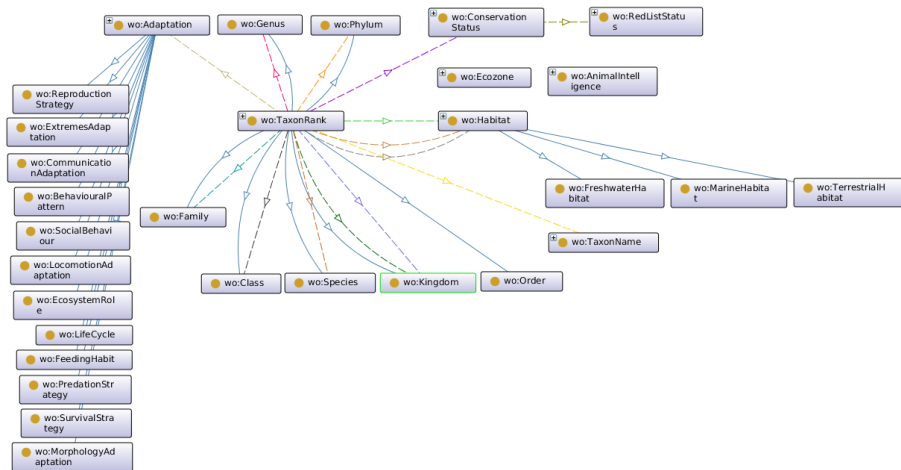 wo:Adaptation
wo:Genus
wo:Phylum
wo:Conservation
Status
wo:RedListStatu
s
wo:Ecozone
wo:AnimalIntelli
gence
wo:Reproduction
Strategy
wo:ExtremesAdap
tation
wo:TaxonRank
wo:Habitat
wo:Communicatio
nAdaptation
wo:BehaviouralP
attern
wo:FreshwaterHa
bitat
wo:MarineHabita
t
wo:TerrestrialH
abitat
wo:Family
wo:SocialBehavi
our
wo:TaxonName
wo:LocomotionAd
aptation
wo:Class
wo:Species
wo:Kingdom
wo:Order
wo:EcosystemRol
e
wo:LifeCycle
wo:FeedingHabit
wo:PredationStr
ategy
wo:SurvivalStra
tegy
wo:MorphologyAd
aptation